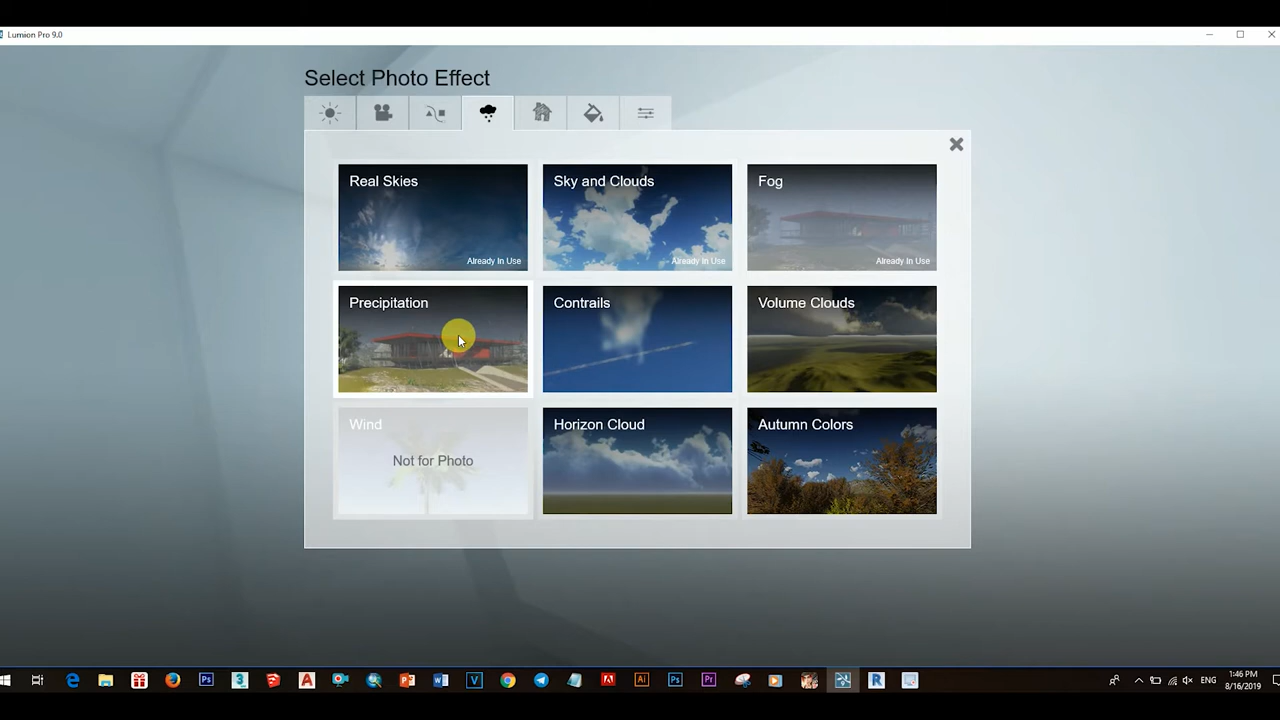 Lumion Pro 9.0
Select Photo Effect
Real Skies
Already In Use
Sky and Clouds
Already In Use
Fog
Already In Use
Precipitation
Contrails
Volume Clouds
Wind
Not for Photo
Horizon Cloud
Autumn Colors
ENG
1:46 PM
8/16/2019